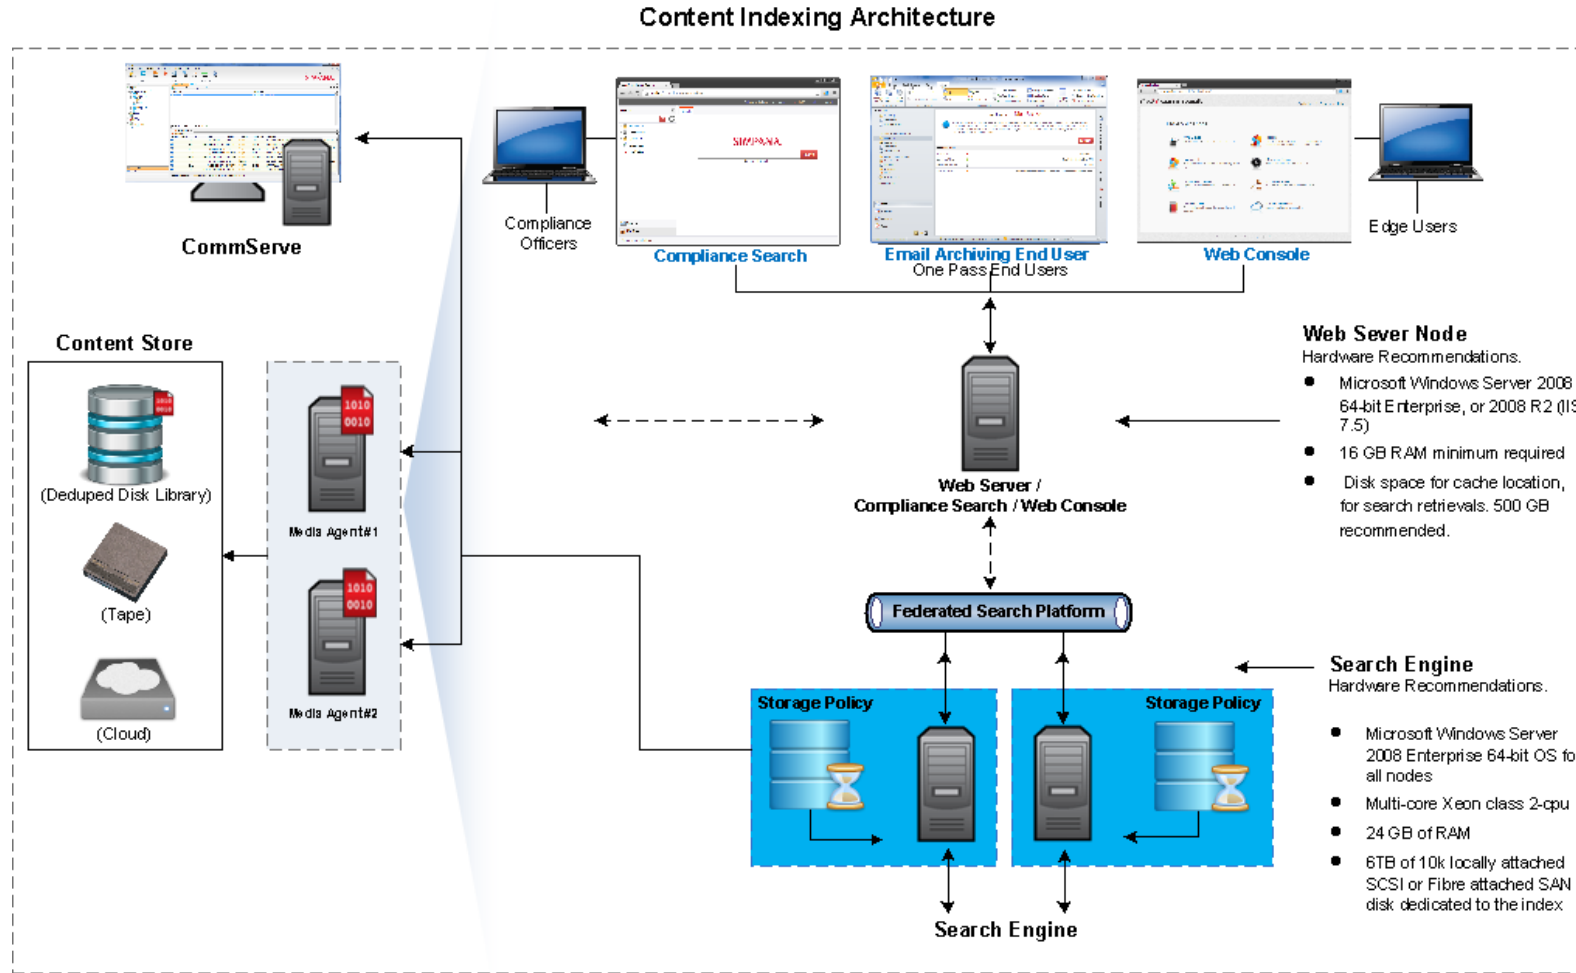 Content Indexing Architecture
SIMPANA
CommServe
Compliance
Officers
SIMPANA
Compliance Search
Email Archiving End User
One Pass End Users
Web Console
Edge Users
Content Store
(Deduped Disk Library)
(Tape)
(Cloud)
1010
0010
1010
0010
Media Agent#1
1010
0010
Media Agent#2
Web Server /
Compliance Search / Web Console
Federated Search Platform
Storage Policy
Storage Policy
Search Engine
Web Sever Node
Hardware Recommendations.
● Microsoft Windows Server 2008
64-bit Enterprise, or 2008 R2 (IIS
7.5)
● 16 GB RAM minimum required
● Disk space for cache location,
for search retrievals. 500 GB
recommended.
Search Engine
Hardware Recommendations.
● Microsoft Windows Server
2008 Enterprise 64-bit OS fo
all nodes
● Multi-core Xeon class 2-cpu
● 24 GB of RAM
● 6TB of 10k locally attached
SCSI or Fibre attached SAN
disk dedicated to the index